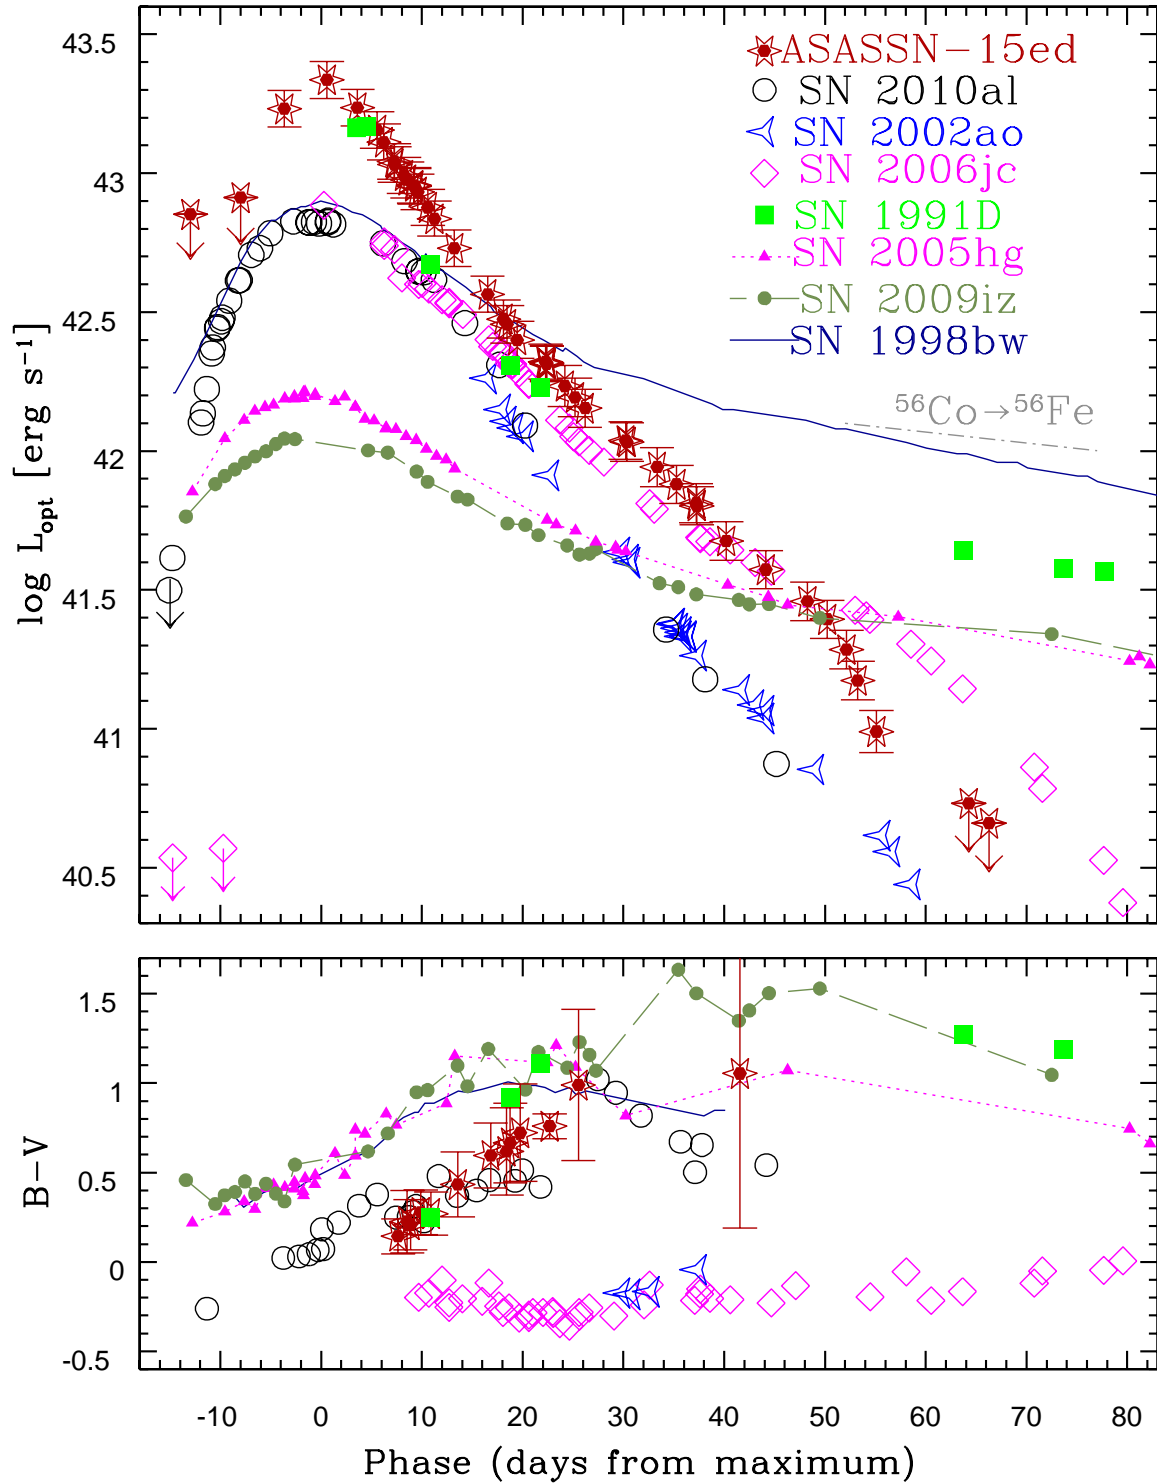 43.5
43
42.5
42
41.5
41
40.5
log L_opt [erg s⁻¹]
ASASSN−15ed
SN 2010al
SN 2002ao
SN 2006jc
SN 1991D
SN 2005hg
SN 2009iz
SN 1998bw
⁵⁶Co→⁵⁶Fe
1.5
1
0.5
0
-0.5
B−V
-10 0 10 20 30 40 50 60 70 80
Phase (days from maximum)